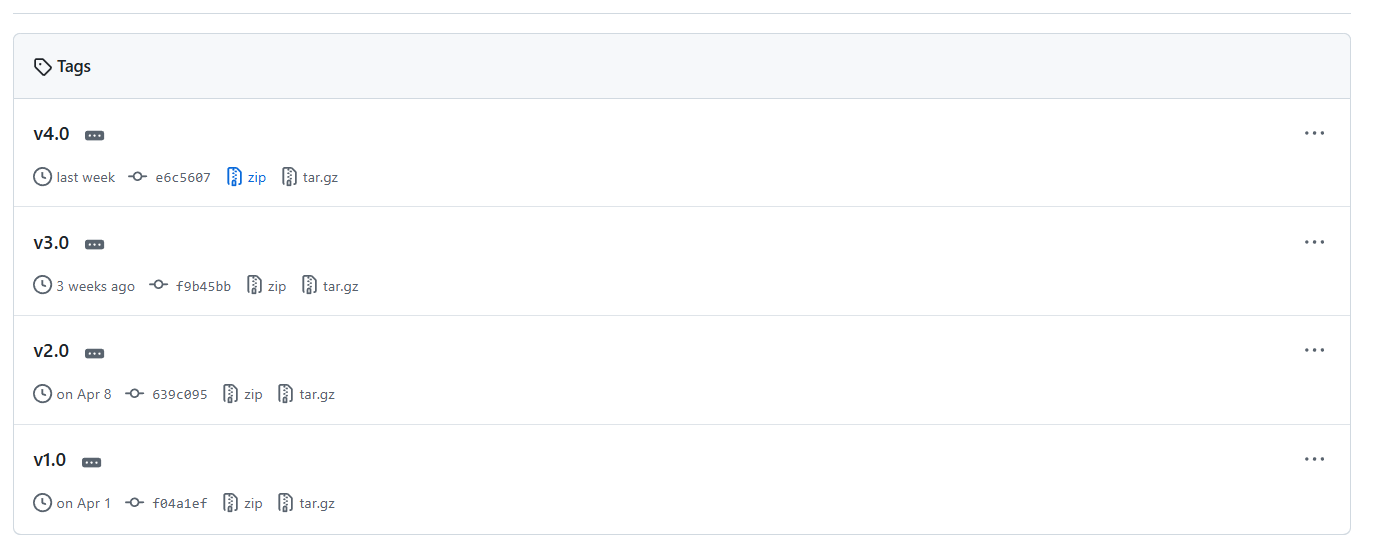 Tags
v4.0
last week e6c5607 zip tar.gz
v3.0
3 weeks ago f9b45bb zip tar.gz
v2.0
on Apr 8 639c095 zip tar.gz
v1.0
on Apr 1 f04a1ef zip tar.gz